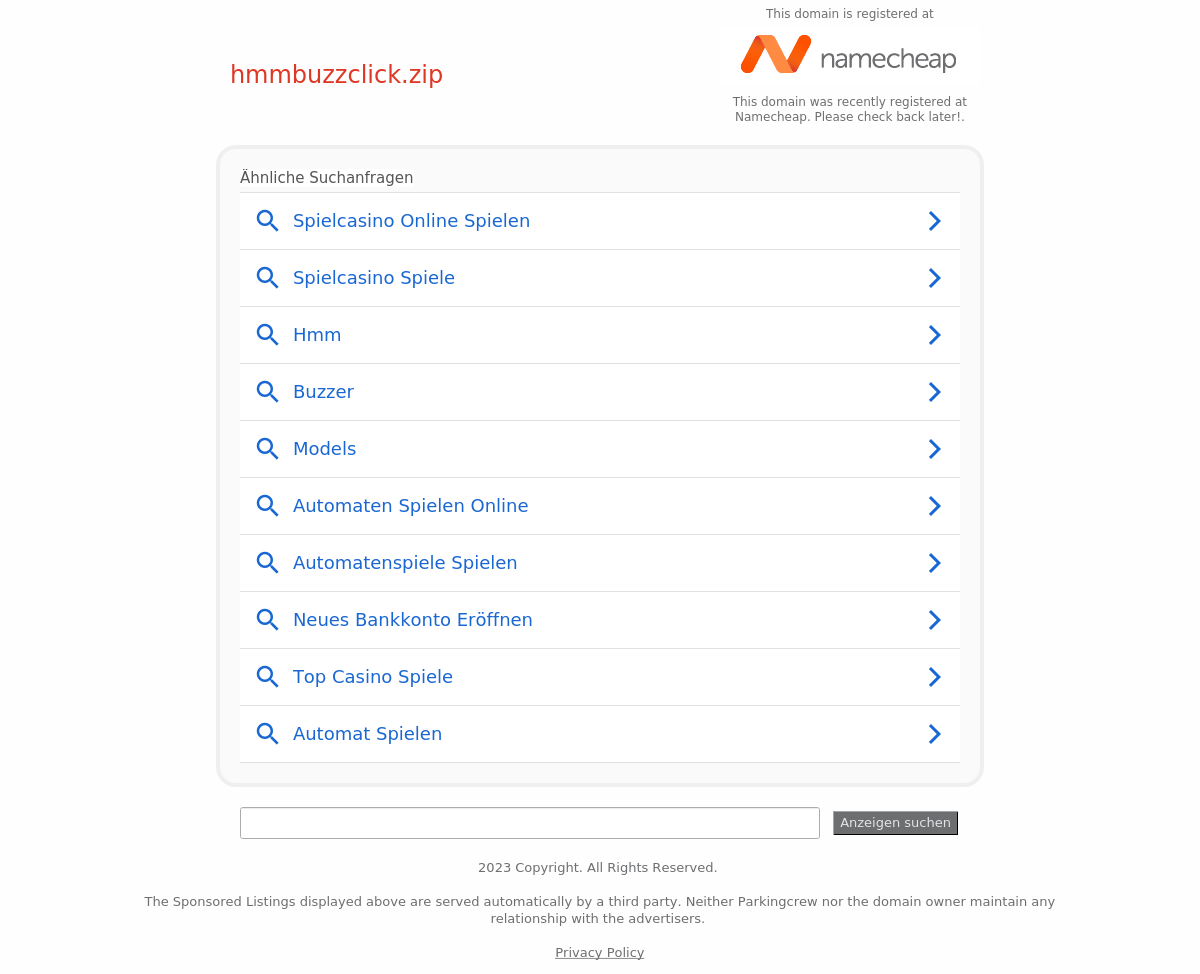 This domain is registered at
namecheap
hmmbuzzclick.zip
This domain was recently registered at
Namecheap. Please check back later!.
Ähnliche Suchanfragen
Spielcasino Online Spielen
Spielcasino Spiele
Hmm
Buzzer
Models
Automaten Spielen Online
Automatenspiele Spielen
Neues Bankkonto Eröffnen
Top Casino Spiele
Automat Spielen
Anzeigen suchen
2023 Copyright. All Rights Reserved.
The Sponsored Listings displayed above are served automatically by a third party. Neither Parkingcrew nor the domain owner maintain any
relationship with the advertisers.
Privacy Policy